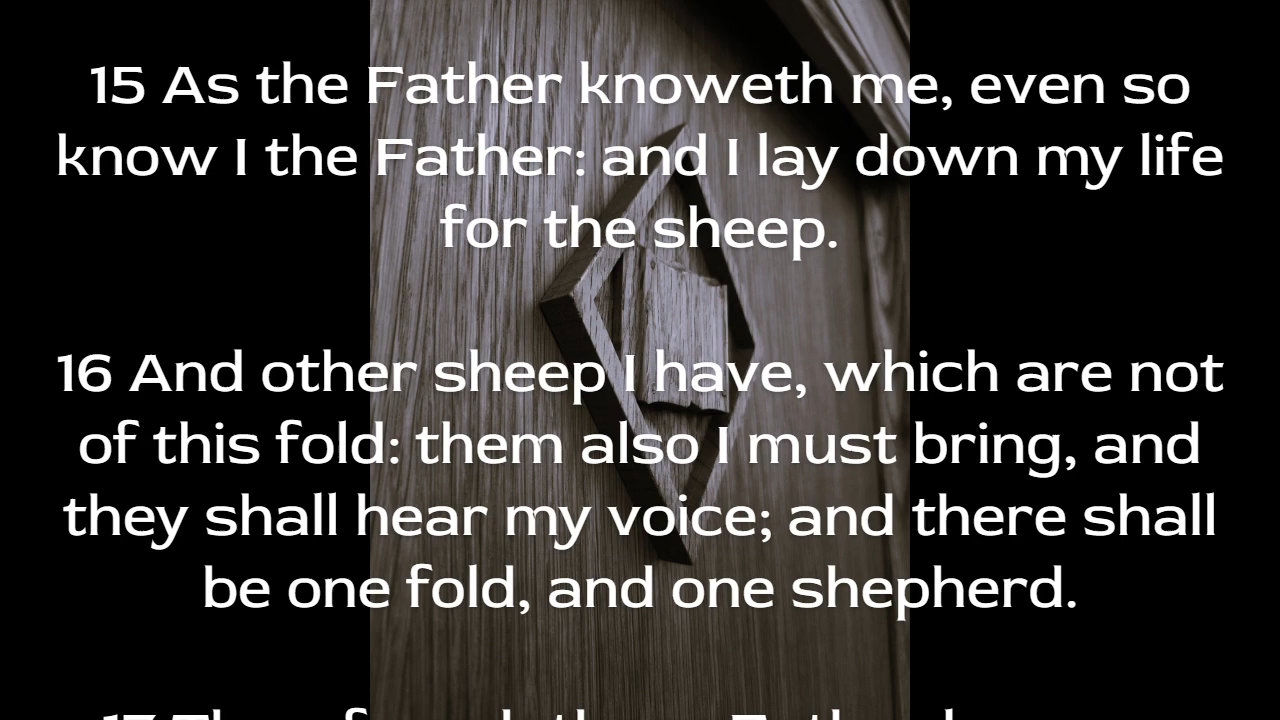 15 As the Father knoweth me, even so
know I the Father: and I lay down my life
for the sheep.
16 And other sheep I have, which are not
of this fold: them also I must bring, and
they shall hear my voice; and there shall
be one fold, and one shepherd.